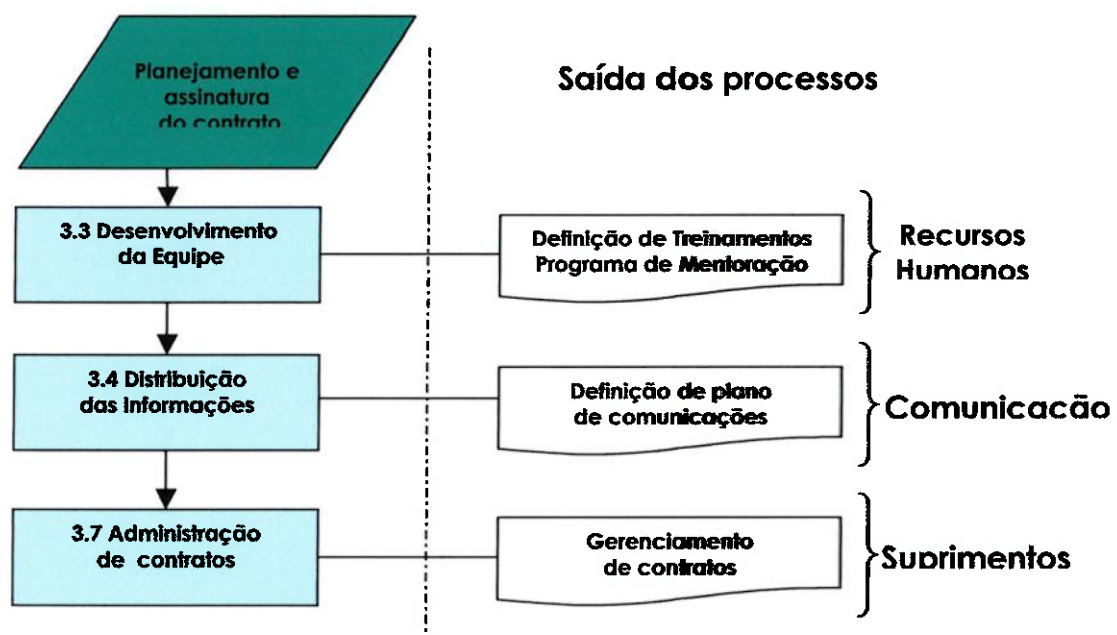 Planejamento e
assinatura
do contrato
Saída dos processos
3.3 Desenvolvimento
da Equipe
Definição de Treinamentos
Programa de Mentoração
Recursos
Humanos
3.4 Distribuição
das Informações
Definição de plano
de comunicações
Comunicacão
3.7 Administração
de contratos
Gerenciamento
de contratos
Suprimentos